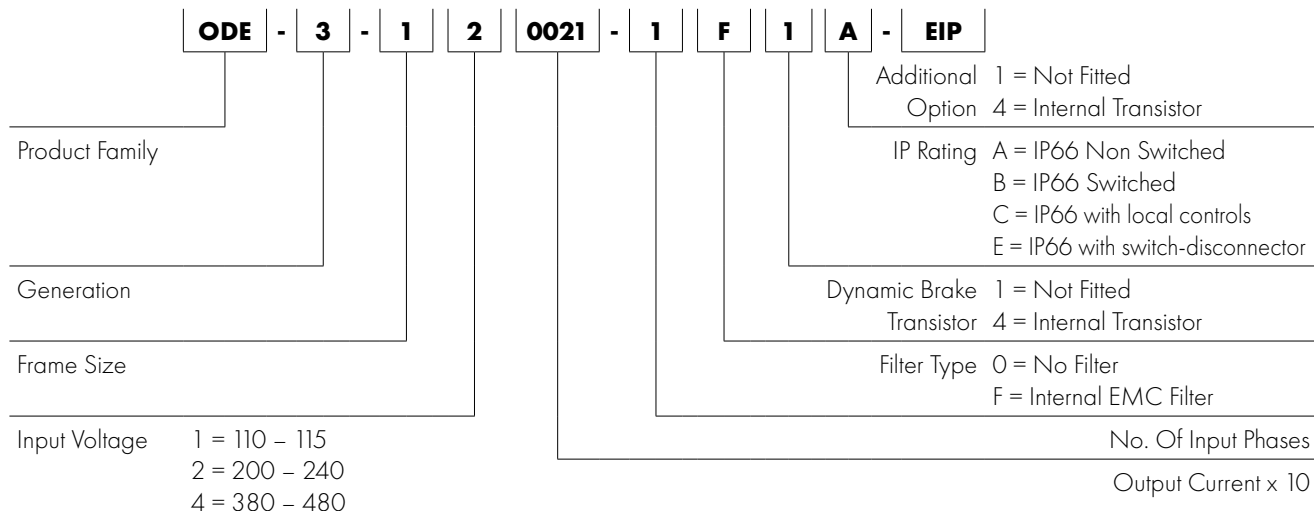 ODE - 3 - 1 2 0021 - 1 F 1 A - EIP
Additional Option 1 = Not Fitted
4 = Internal Transistor
Product Family
IP Rating A = IP66 Non Switched
B = IP66 Switched
C = IP66 with local controls
E = IP66 with switch-disconnector
Generation
Dynamic Brake Transistor 1 = Not Fitted
4 = Internal Transistor
Frame Size
Filter Type 0 = No Filter
F = Internal EMC Filter
Input Voltage 1 = 110 – 115
2 = 200 – 240
4 = 380 – 480
No. Of Input Phases
Output Current x 10